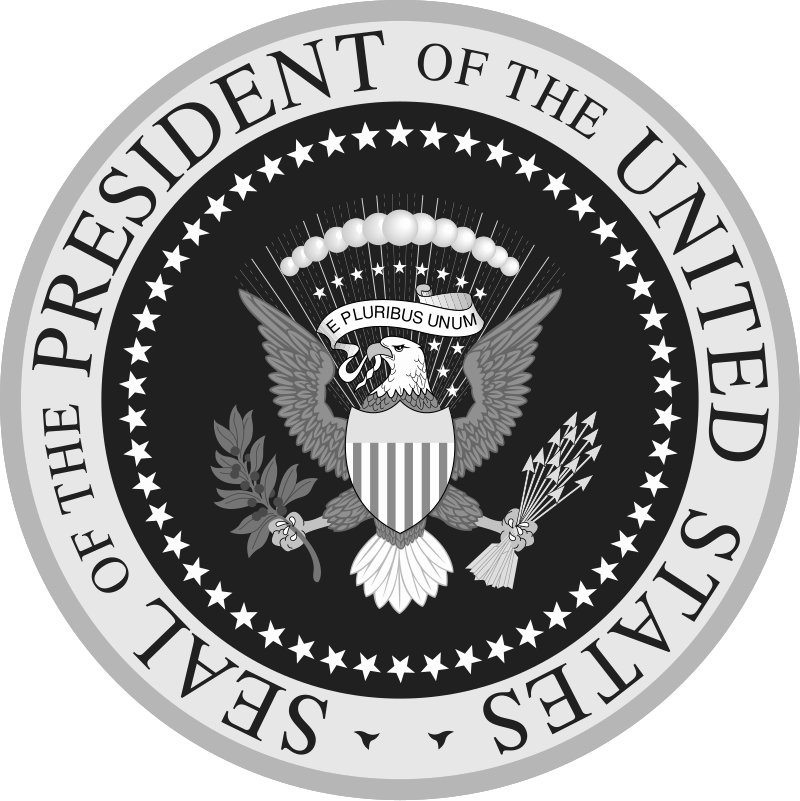 SEAL OF THE PRESIDENT OF THE UNITED STATES
E PLURIBUS UNUM